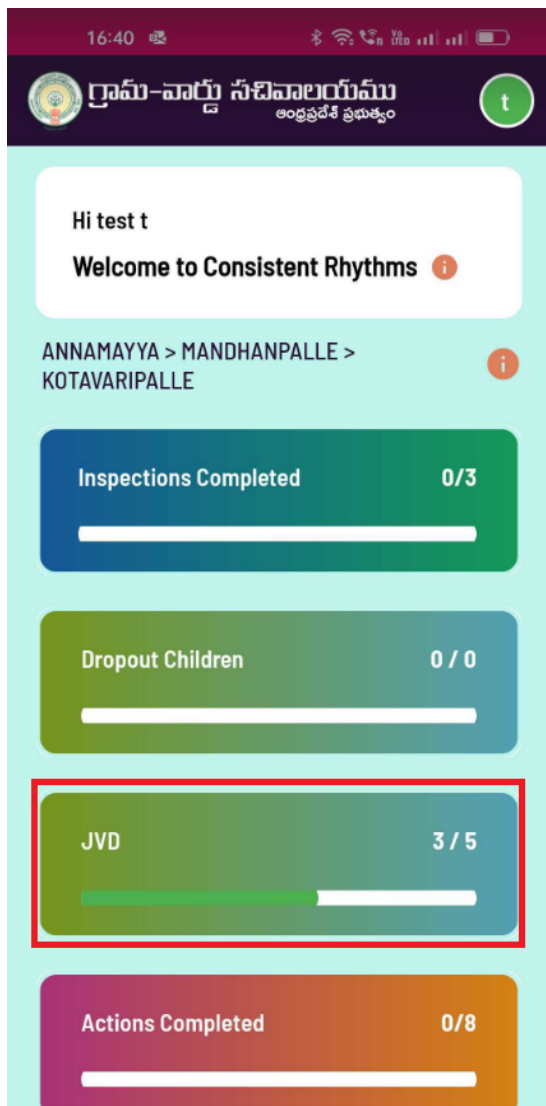 16:40
గ్రామ-వార్డు సచివాలయము
ఆంధ్రప్రదేశ్ ప్రభుత్వం
t
Hi test t
Welcome to Consistent Rhythms
ANNAMAYYA > MANDHANPALLE >
KOTAVARIPALLE
Inspections Completed 0/3
Dropout Children 0 / 0
JVD 3 / 5
Actions Completed 0/8